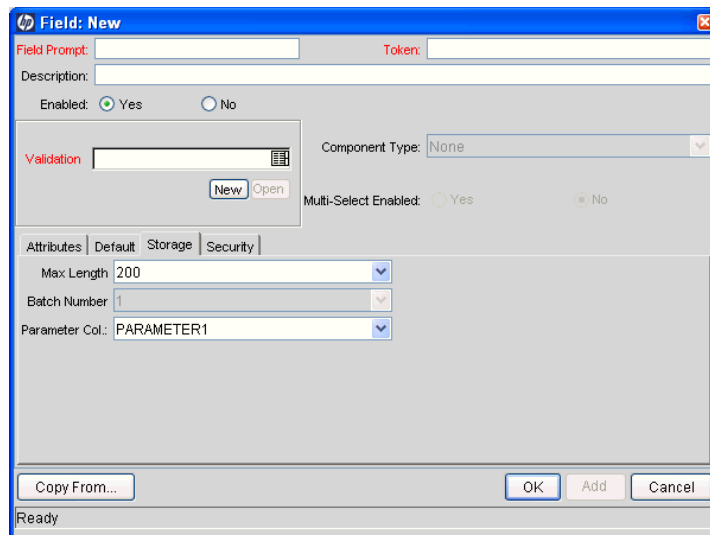 hp Field: New
Field Prompt: Token:
Description:
Enabled: Yes No
Validation
Component Type: None
New Open
Multi-Select Enabled: Yes No
Attributes Default Storage Security
Max Length 200
Batch Number 1
Parameter Col.: PARAMETER1
Copy From... OK Add Cancel
Ready